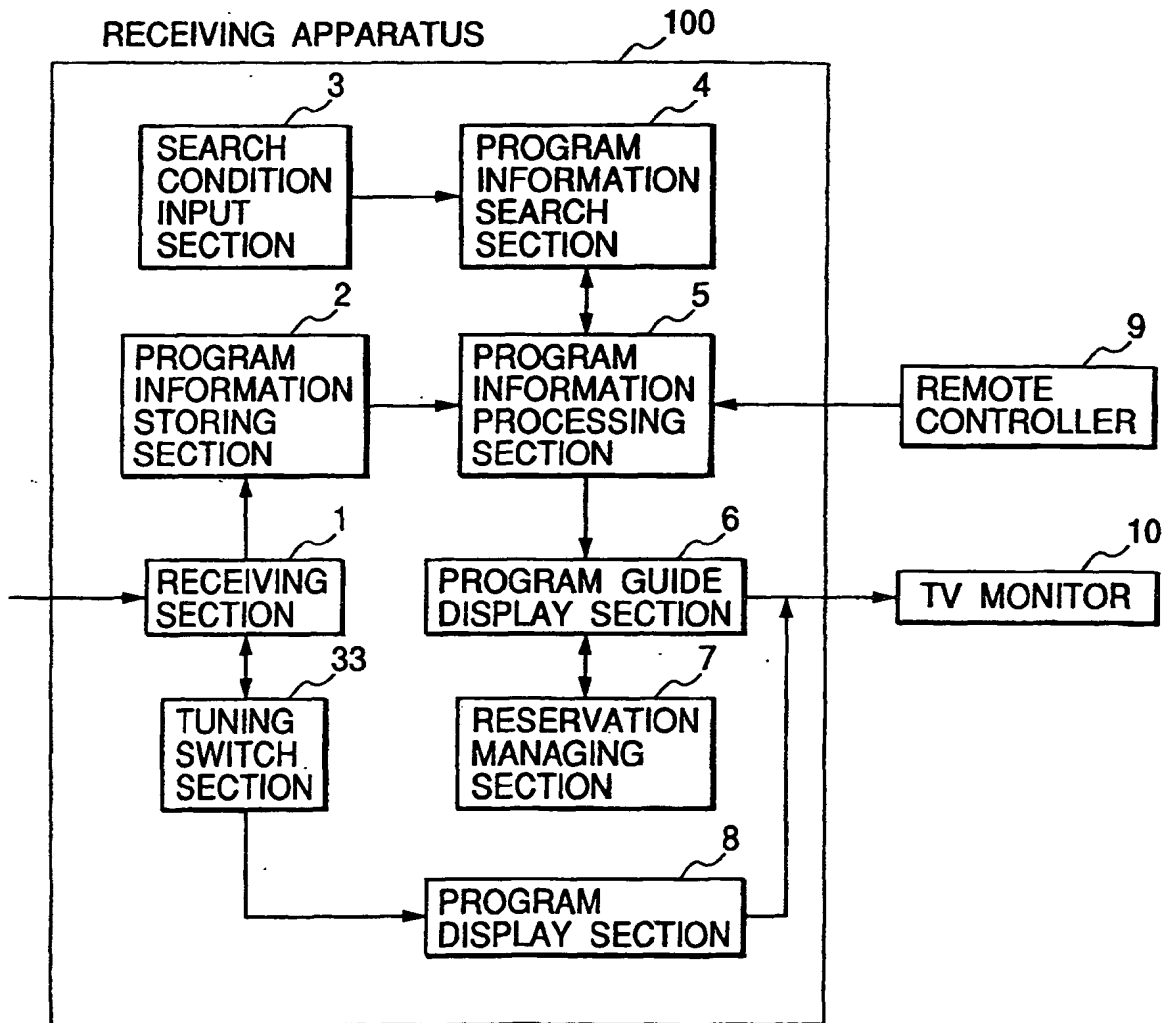 RECEIVING APPARATUS
100
3
SEARCH
CONDITION
INPUT
SECTION
4
PROGRAM
INFORMATION
SEARCH
SECTION
2
PROGRAM
INFORMATION
STORING
SECTION
5
PROGRAM
INFORMATION
PROCESSING
SECTION
9
REMOTE
CONTROLLER
1
RECEIVING
SECTION
6
PROGRAM GUIDE
DISPLAY SECTION
10
TV MONITOR
33
TUNING
SWITCH
SECTION
7
RESERVATION
MANAGING
SECTION
8
PROGRAM
DISPLAY SECTION